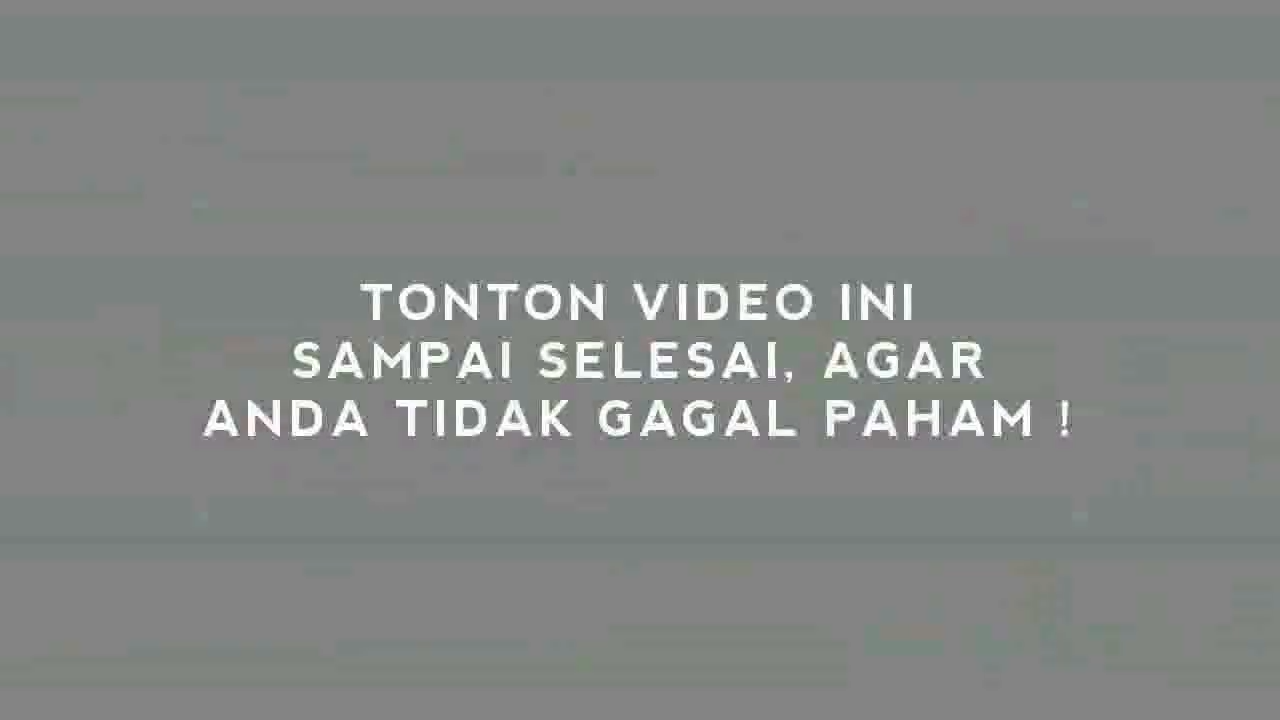 TONTON VIDEO INI
SAMPAI SELESAI, AGAR
ANDA TIDAK GAGAL PAHAM !